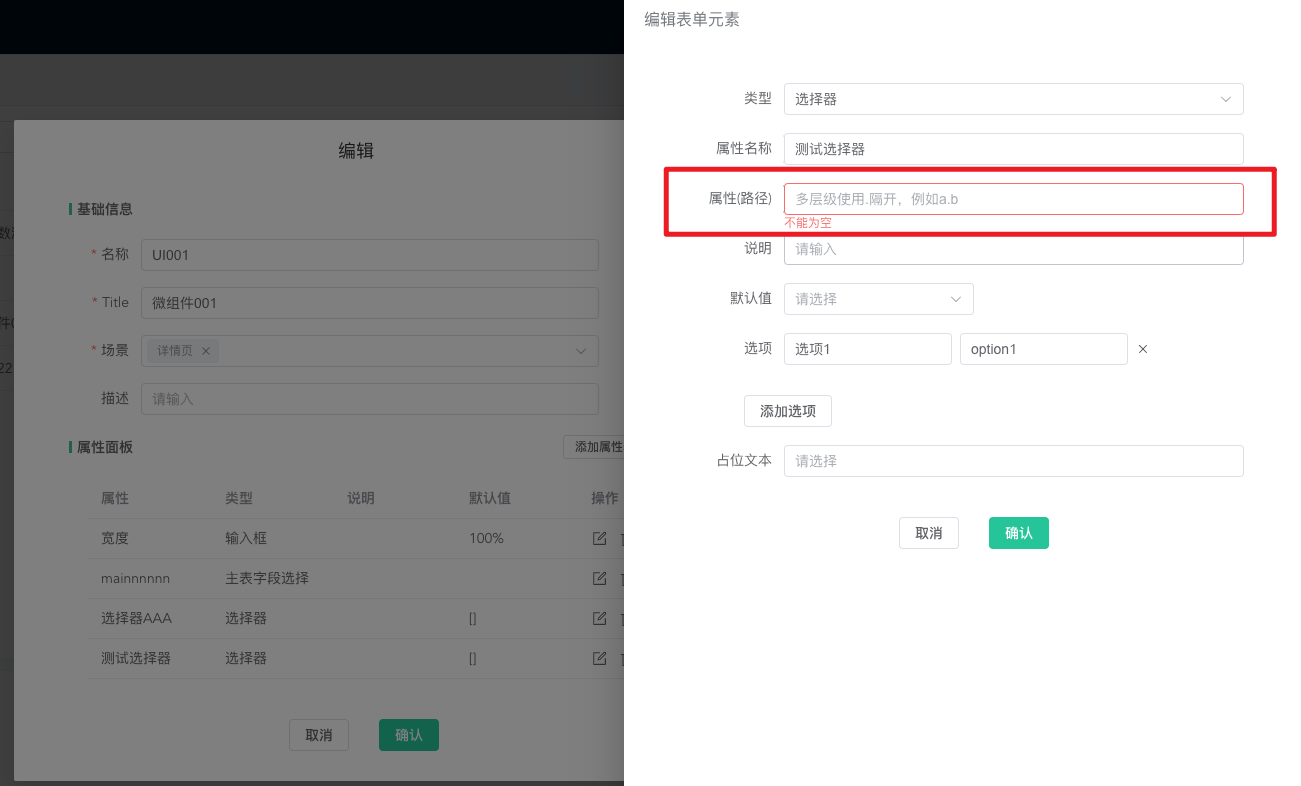 编辑表单元素
类型 选择器
属性名称 测试选择器
属性(路径) 多层级使用.隔开，例如a.b
不能为空
说明 请输入
默认值 请选择
选项 选项1 option1
添加选项
占位文本 请选择
取消 确认
编辑
基础信息
* 名称 UI001
* Title 微组件001
* 场景 详情页
描述 请输入
属性面板 添加属性
属性 类型 说明 默认值 操作
宽度 输入框 100%
mainnnnnn 主表字段选择
选择器AAA 选择器 []
测试选择器 选择器 []
取消 确认
22